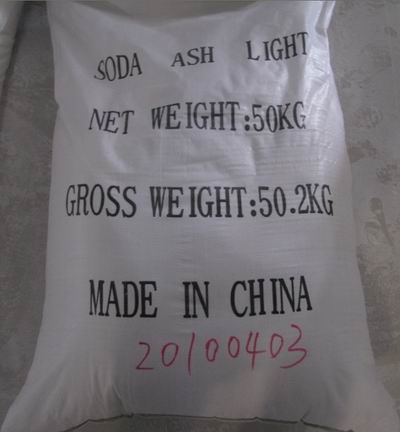 SODA ASH LIGHT
NET WEIGHT:50KG
GROSS WEIGHT:50.2KG
MADE IN CHINA
20100403